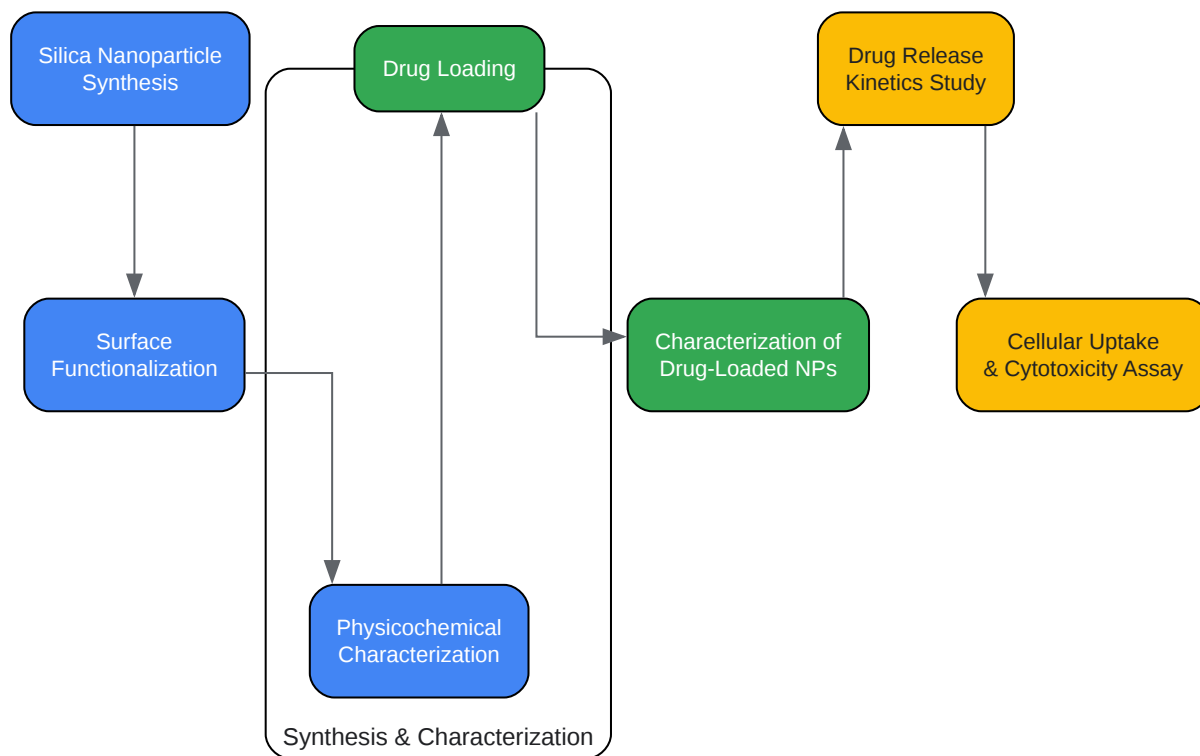 Silica Nanoparticle
Synthesis
Surface
Functionalization
Physicochemical
Characterization
Synthesis & Characterization
Drug Loading
Characterization of
Drug-Loaded NPs
Drug Release
Kinetics Study
Cellular Uptake
& Cytotoxicity Assay